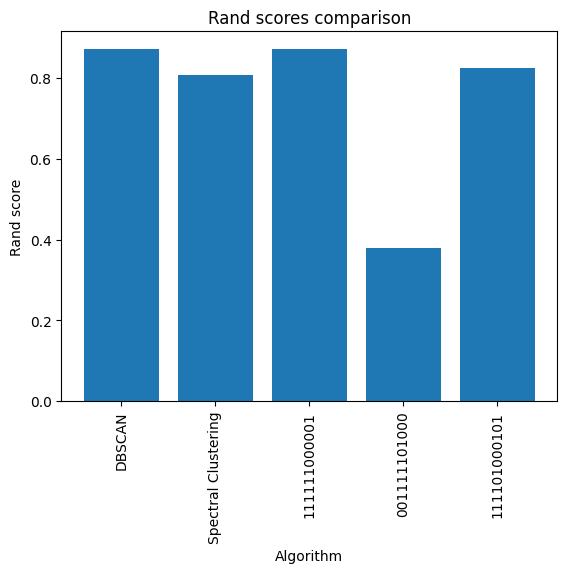 Rand scores comparison
Rand score
0.8
0.6
0.4
0.2
0.0
DBSCAN
Spectral Clustering
111111000001
001111101000
111101000101
Algorithm